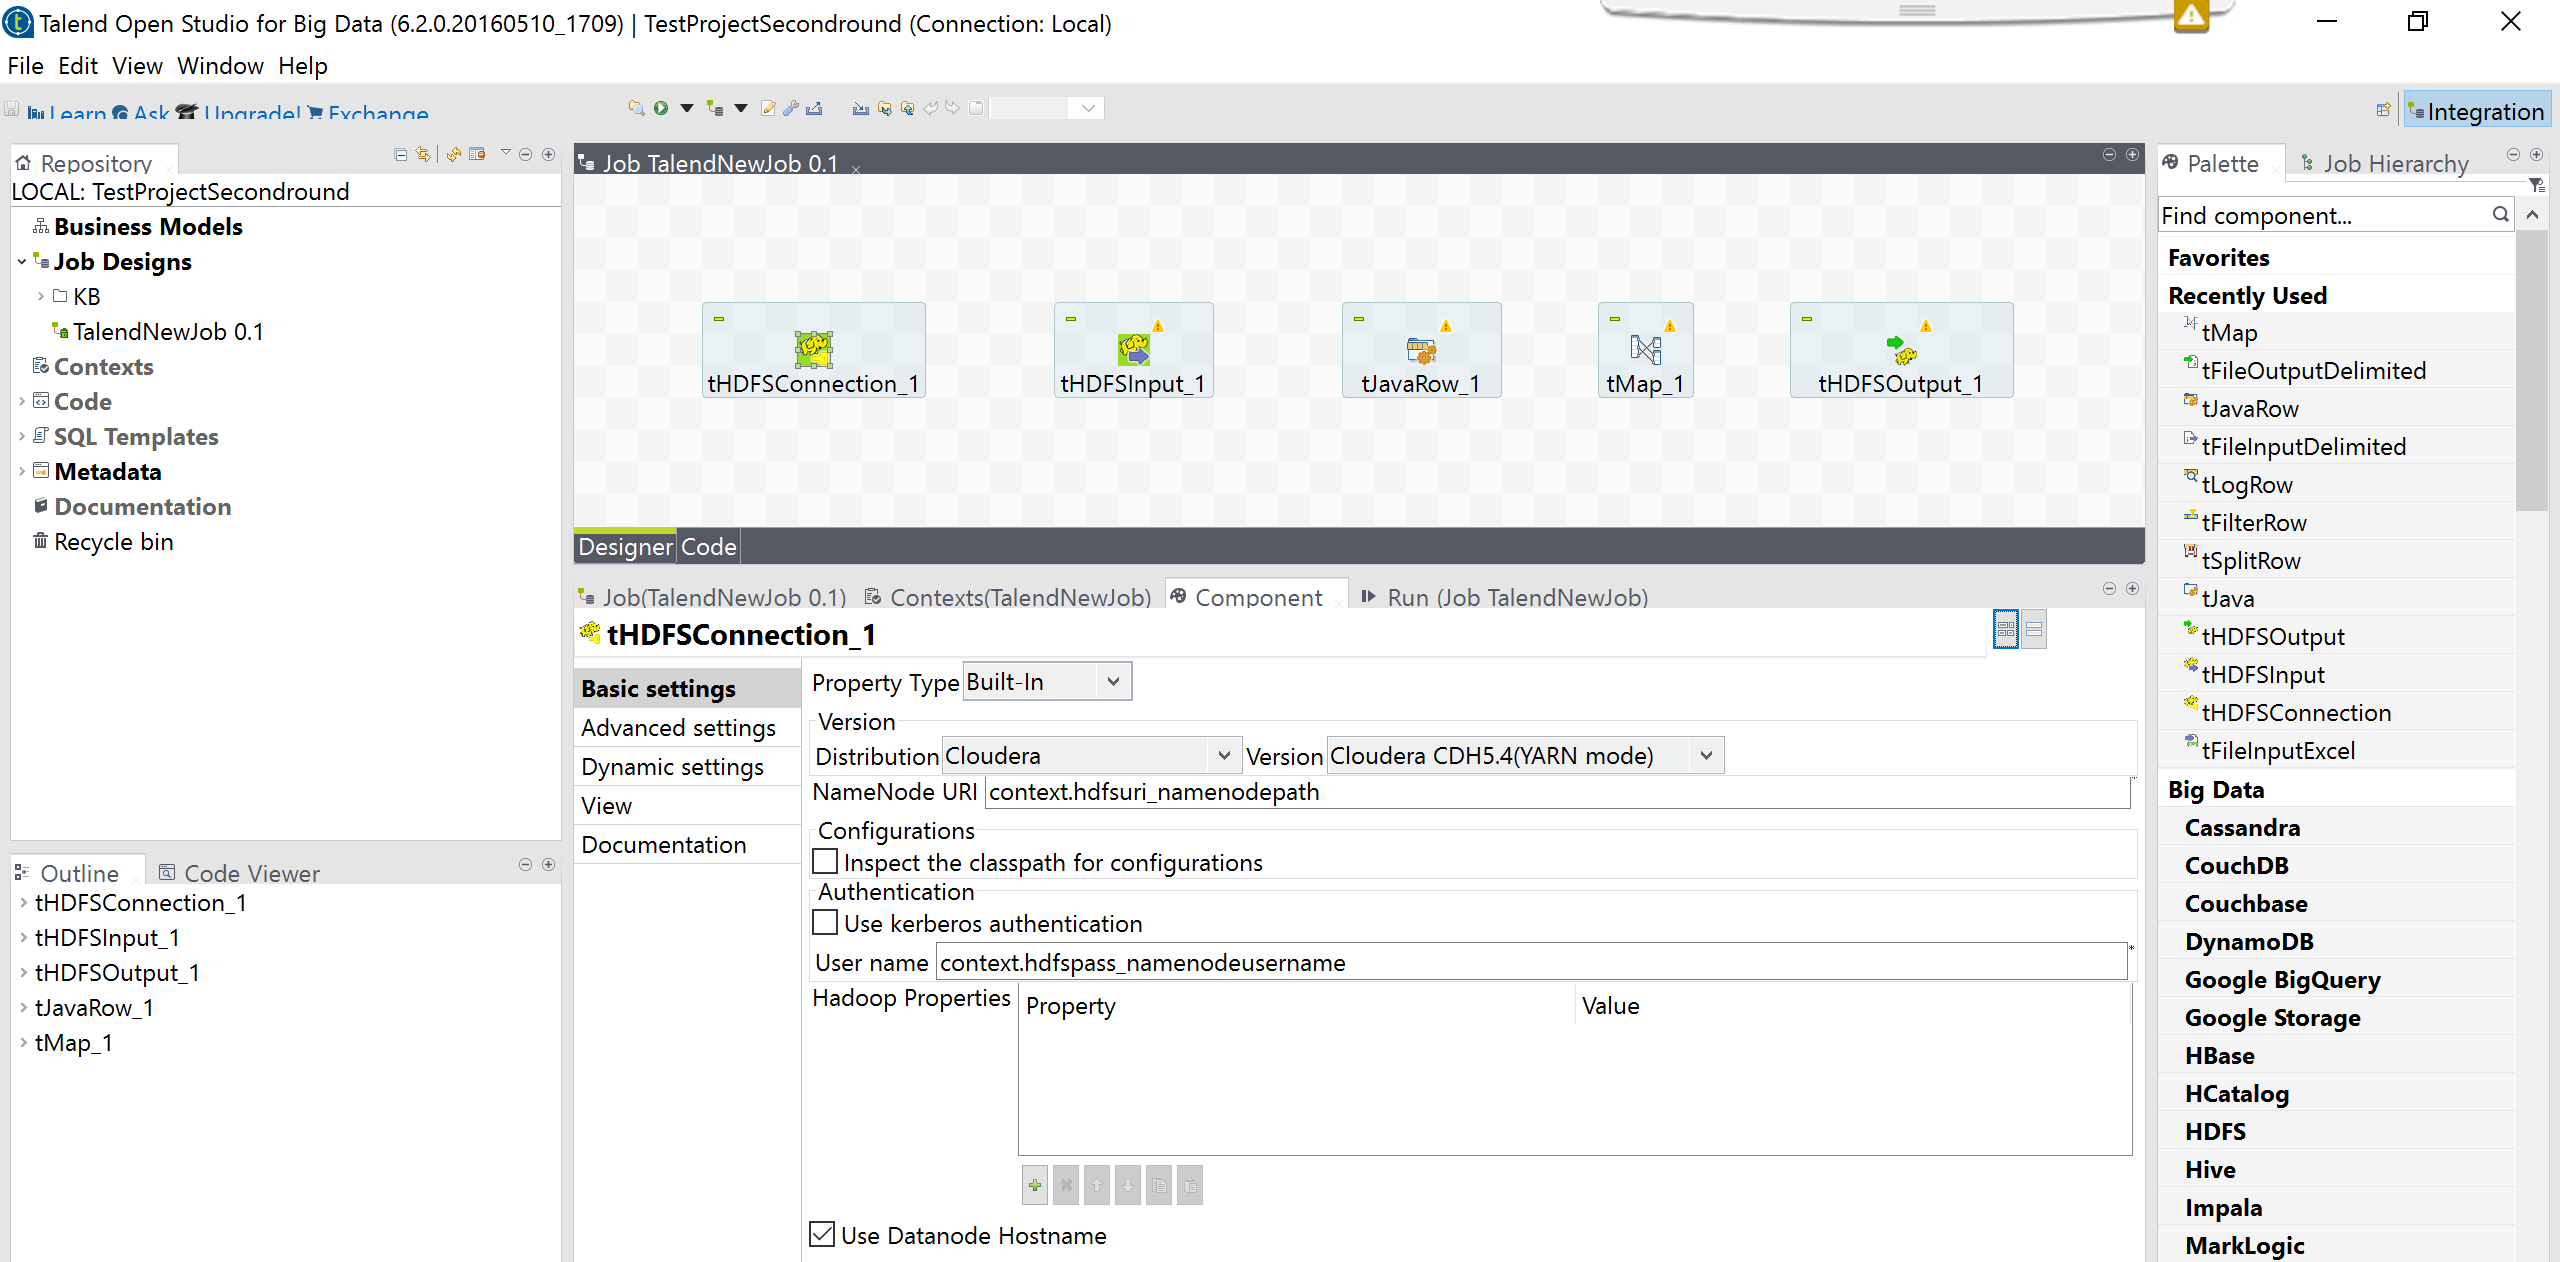 Talend Open Studio for Big Data (6.2.0.20160510_1709) | TestProjectSecondround (Connection: Local)
File Edit View Window Help
Learn Ask Upgrade! Exchange
Integration
Repository
LOCAL: TestProjectSecondround
Business Models
Job Designs
KB
TalendNewJob 0.1
Contexts
Code
SQL Templates
Metadata
Documentation
Recycle bin
Outline Code Viewer
tHDFSConnection_1
tHDFSInput_1
tHDFSOutput_1
tJavaRow_1
tMap_1
Job TalendNewJob 0.1
tHDFSConnection_1 tHDFSInput_1 tJavaRow_1 tMap_1 tHDFSOutput_1
Designer Code
Job(TalendNewJob 0.1) Contexts(TalendNewJob) Component Run (Job TalendNewJob)
tHDFSConnection_1
Basic settings
Advanced settings
Dynamic settings
View
Documentation
Property Type Built-In
Version
Distribution Cloudera Version Cloudera CDH5.4(YARN mode)
NameNode URI context.hdfsuri_namenodepath
Configurations
Inspect the classpath for configurations
Authentication
Use kerberos authentication
User name context.hdfspass_namenodeusername *
Hadoop Properties Property Value
Use Datanode Hostname
Palette Job Hierarchy
Find component...
Favorites
Recently Used
tMap
tFileOutputDelimited
tJavaRow
tFileInputDelimited
tLogRow
tFilterRow
tSplitRow
tJava
tHDFSOutput
tHDFSInput
tHDFSConnection
tFileInputExcel
Big Data
Cassandra
CouchDB
Couchbase
DynamoDB
Google BigQuery
Google Storage
HBase
HCatalog
HDFS
Hive
Impala
MarkLogic